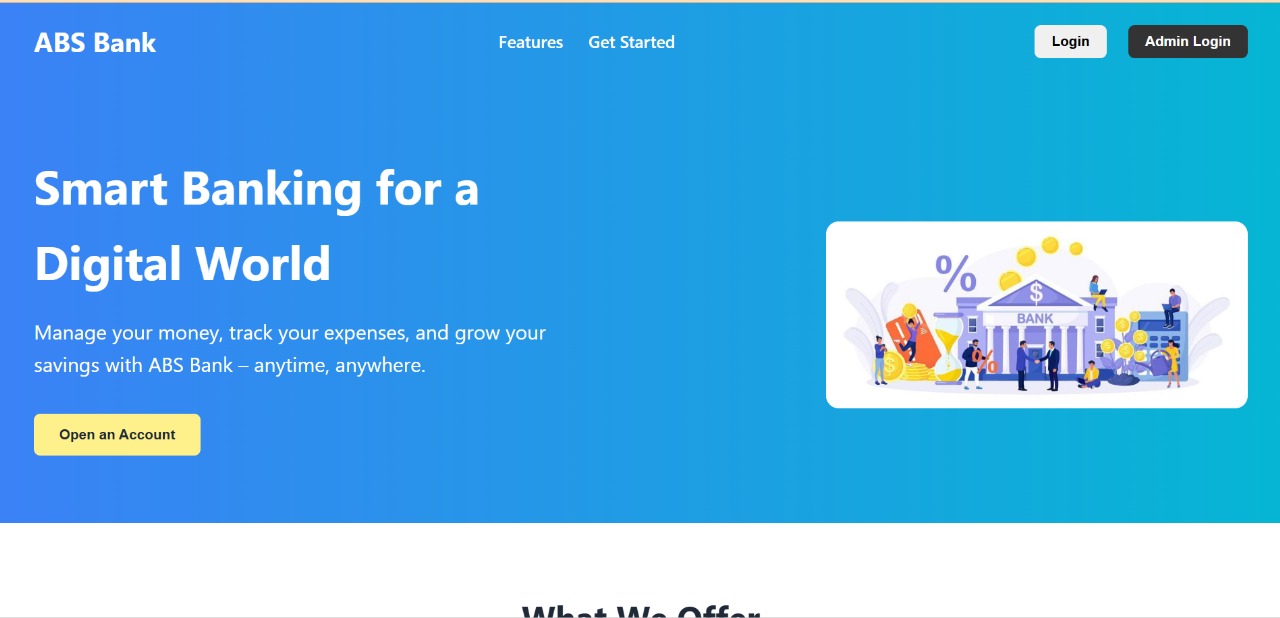 ABS Bank
Features
Get Started
Login
Admin Login
Smart Banking for a
Digital World
Manage your money, track your expenses, and grow your
savings with ABS Bank – anytime, anywhere.
Open an Account
%
$
BANK
%
What We Offer